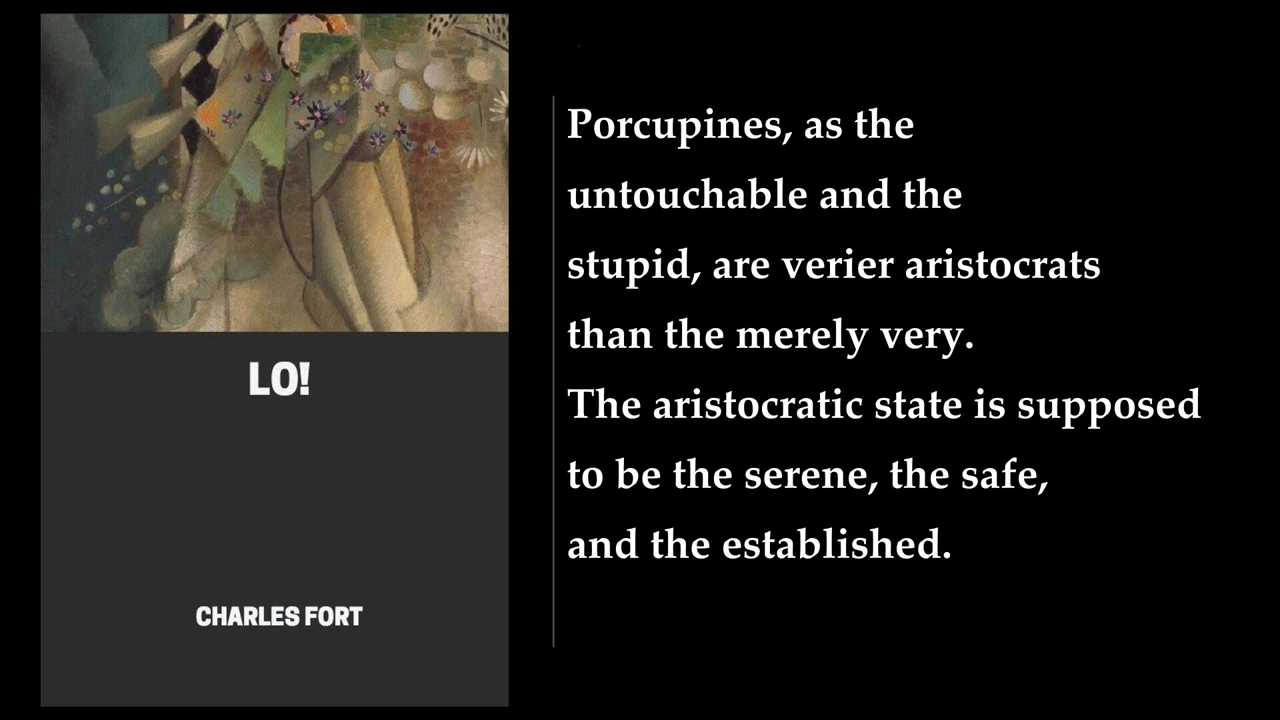 LO!
CHARLES FORT
Porcupines, as the
untouchable and the
stupid, are verier aristocrats
than the merely very.
The aristocratic state is supposed
to be the serene, the safe,
and the established.